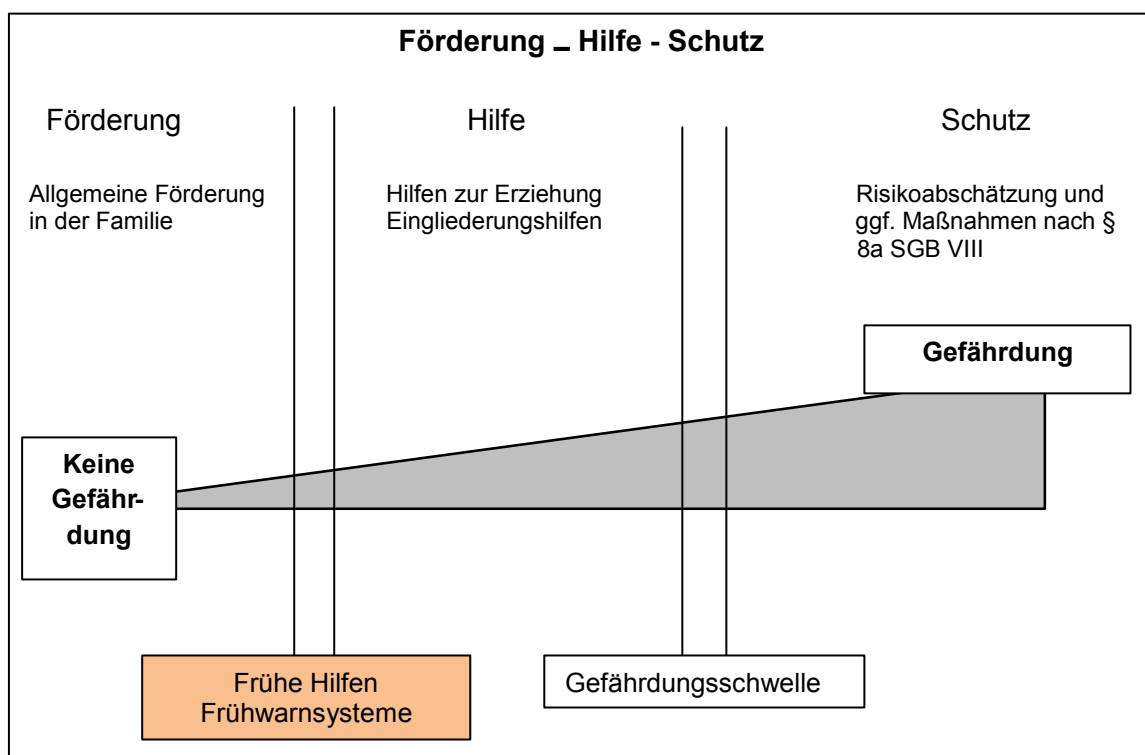 Förderung – Hilfe - Schutz
Förderung
Hilfe
Schutz
Allgemeine Förderung
in der Familie
Hilfen zur Erziehung
Eingliederungshilfen
Risikoabschätzung und
ggf. Maßnahmen nach §
8a SGB VIII
Gefährdung
Keine
Gefähr-
dung
Frühe Hilfen
Frühwarnsysteme
Gefährdungsschwelle